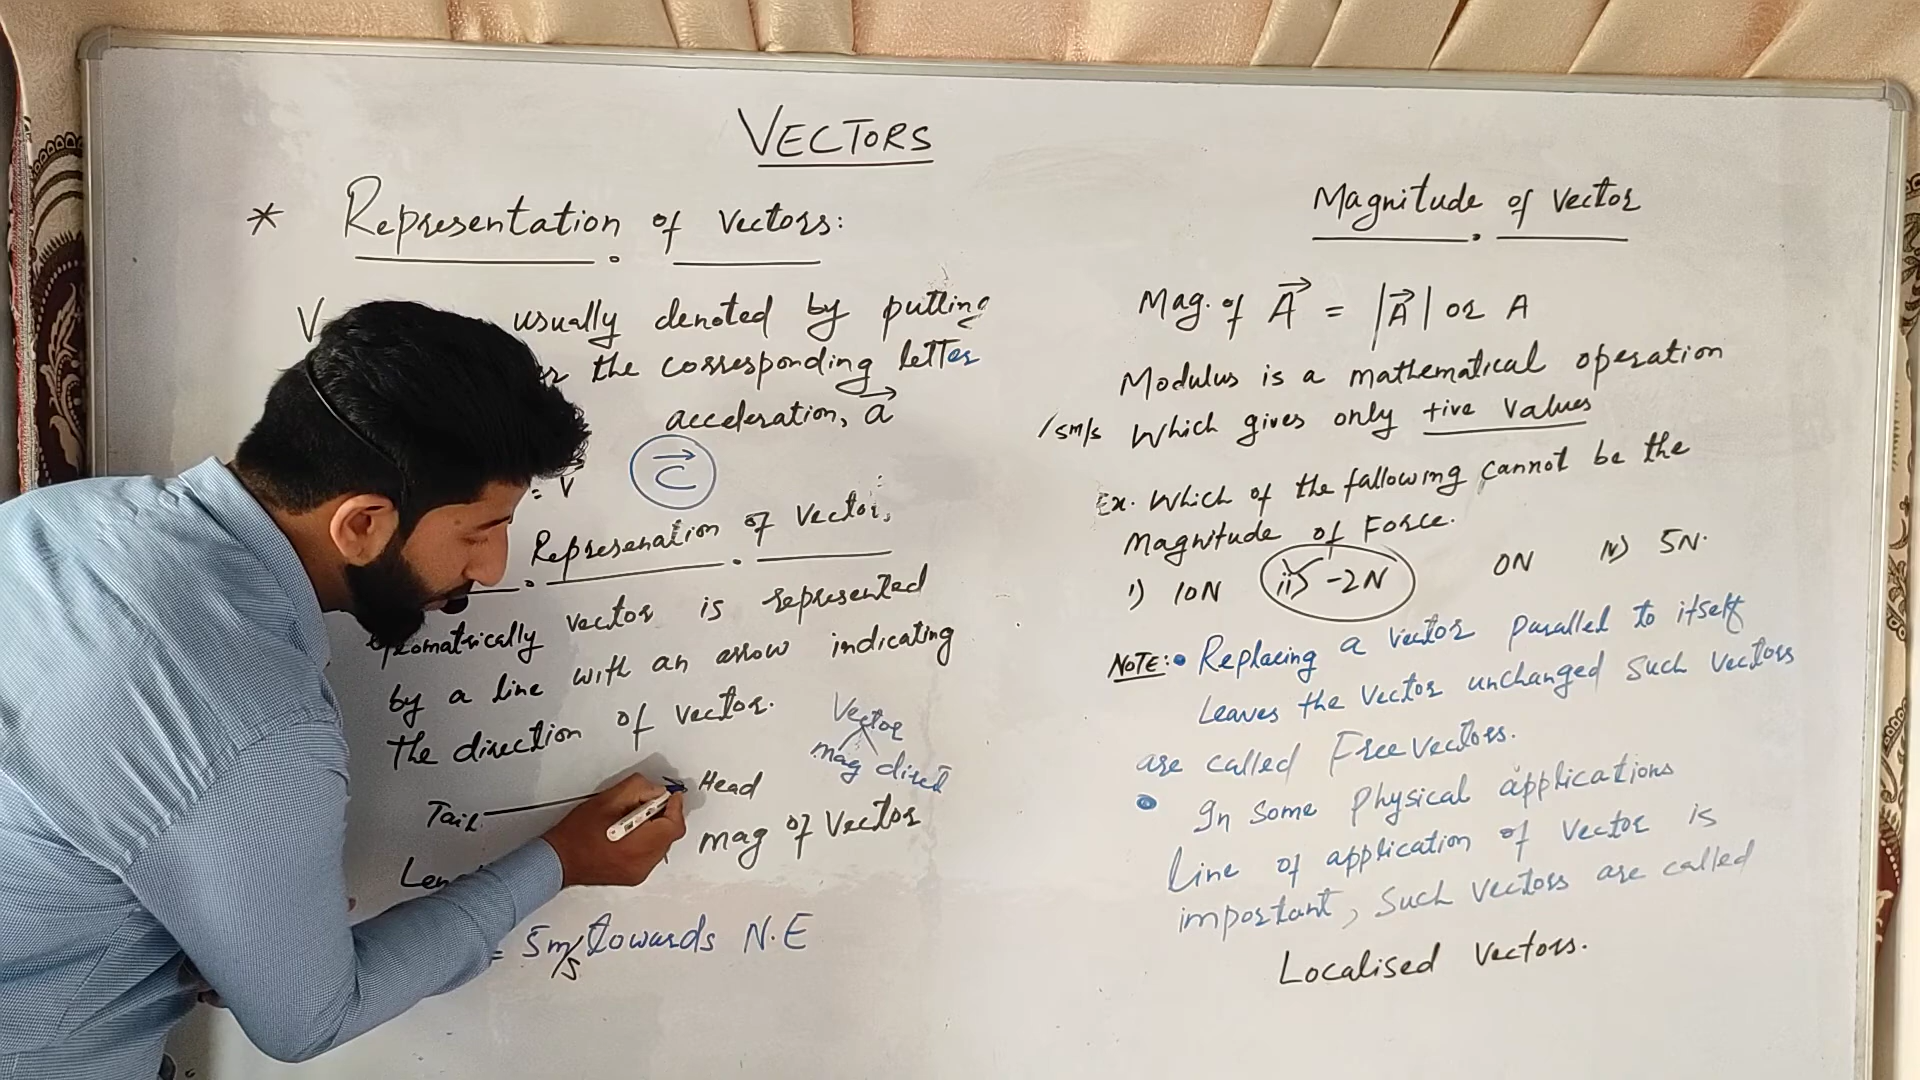 VECTORS
* Representation of Vectors:
usually denoted by putting
the corresponding letter
acceleration, a⃗
= v⃗ c⃗
Represenation of Vector,
vector is represented
by a line with an arrow indicating
the direction of vector.
Vector
mag direct
Tail Head
mag of Vector
= 5m/s towards N.E
Magnitude of Vector
Mag. of A⃗ = |A⃗| or A
Modulus is a mathematical operation
Which gives only +ive Values
/5m/s
Ex. Which of the fallowing cannot be the
Magnitude of Force.
i) 10N ii) -2N 0N iv) 5N.
NOTE: • Replacing a vector parallel to itself
Leaves the Vector unchanged Such Vectors
are called Free Vectors.
• In some physical applications
line of application of Vector is
important, Such Vectors are called
Localised Vectors.